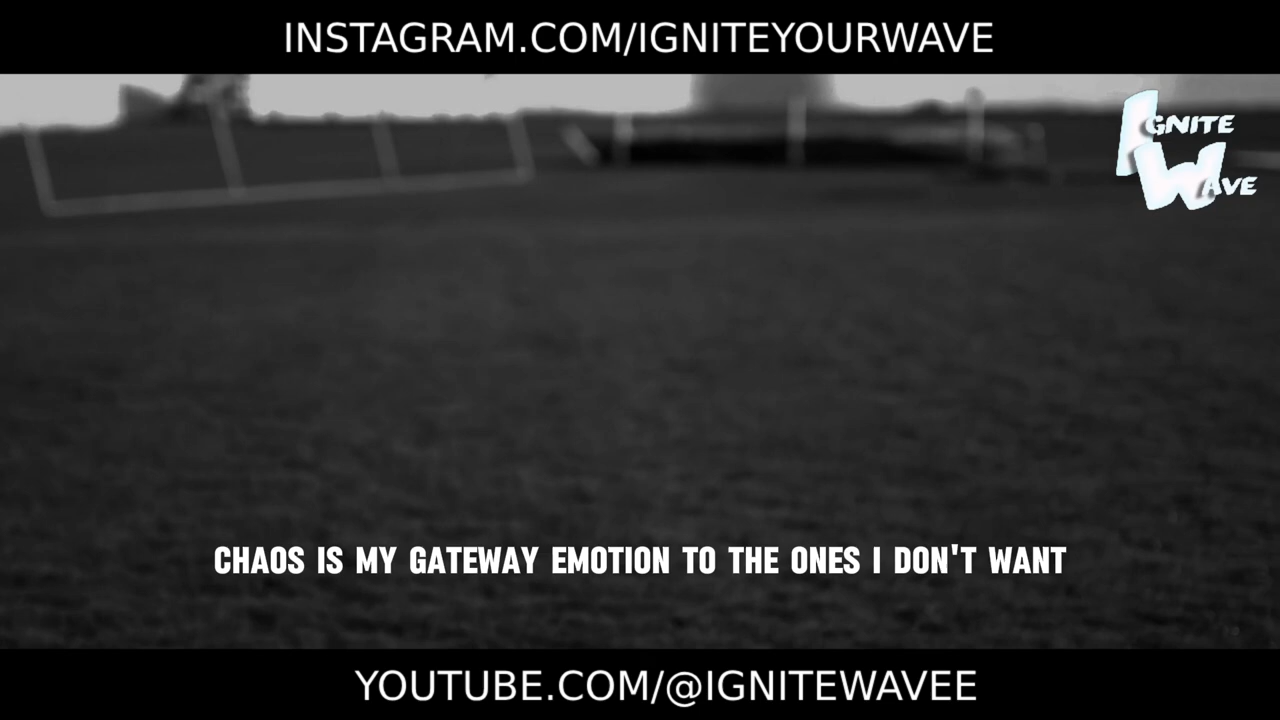 INSTAGRAM.COM/IGNITEYOURWAVE
IGNITE
WAVE
CHAOS IS MY GATEWAY EMOTION TO THE ONES I DON'T WANT
YOUTUBE.COM/@IGNITEWAVEE